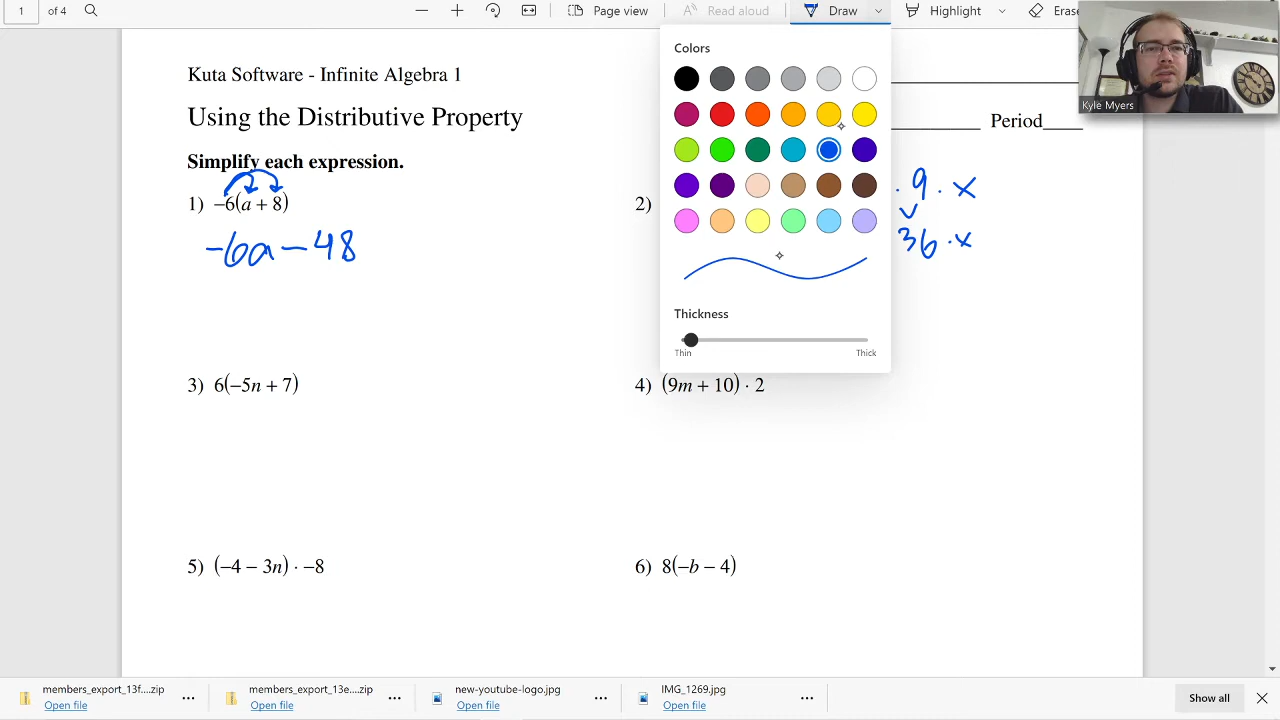 1 of 4 Page view Read aloud Draw Highlight
Kyle Myers
Colors
Thickness
Thin Thick
Kuta Software - Infinite Algebra 1
Using the Distributive Property
Period____
Simplify each expression.
1) −6(a + 8)
-6a - 48
2)
· 9 · x
36 · x
3) 6(−5n + 7)
4) (9m + 10) · 2
5) (−4 − 3n) · −8
6) 8(−b − 4)
members_export_13f....zip members_export_13e....zip new-youtube-logo.jpg IMG_1269.jpg Show all
Open file Open file Open file Open file